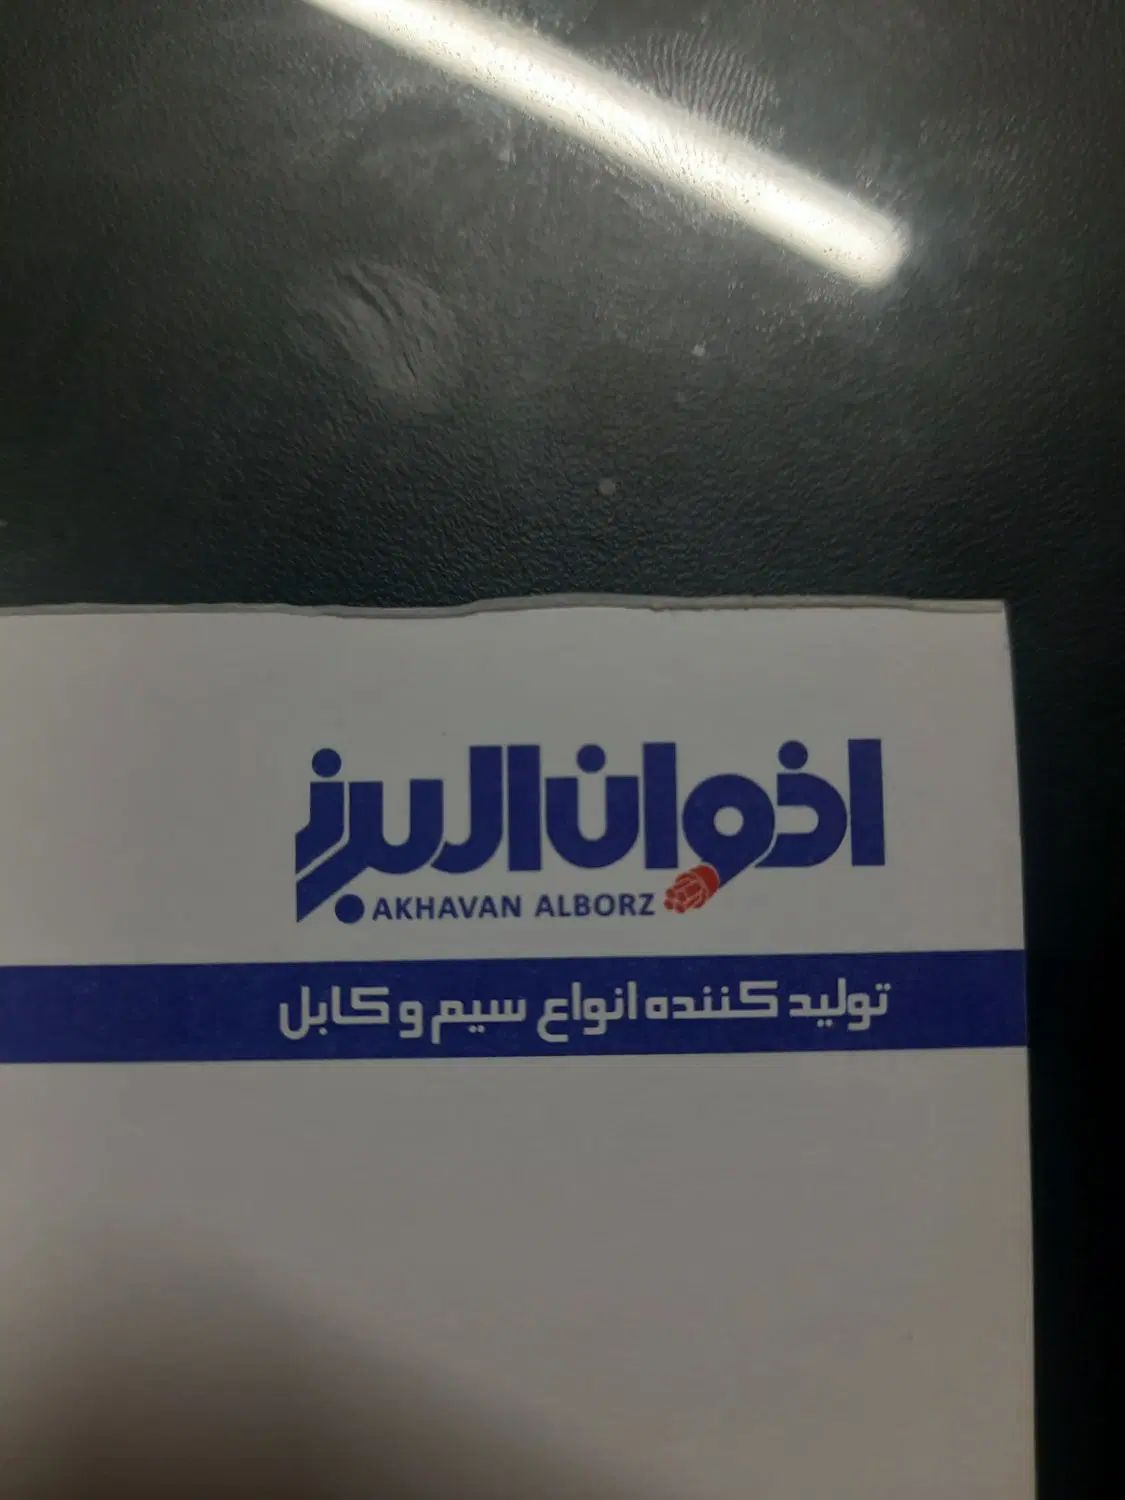 اخوان البرز
AKHAVAN ALBORZ
تولید کننده انواع سیم و کابل